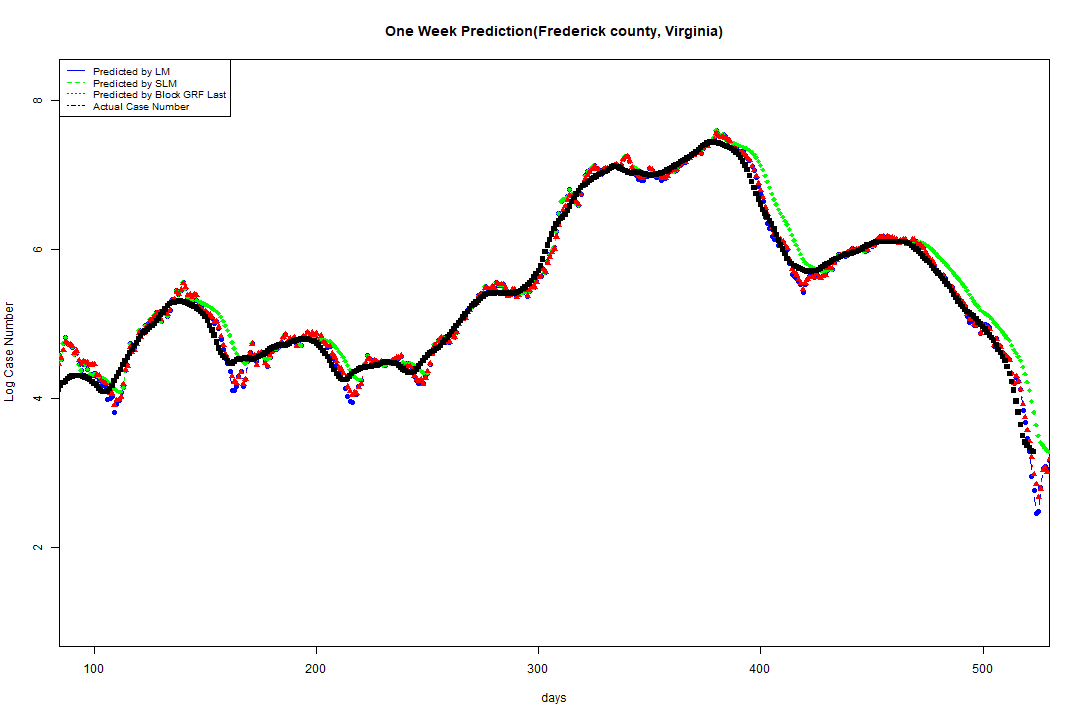 One Week Prediction(Frederick county, Virginia)
Predicted by LM
Predicted by SLM
Predicted by Block GRF Last
Actual Case Number
8
6
4
2
Log Case Number
100 200 300 400 500
days